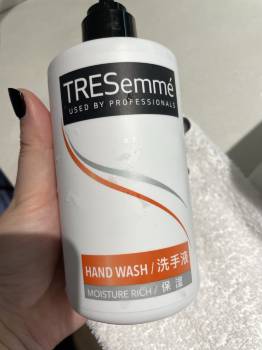 TRESemmé
USED BY PROFESSIONALS
HAND WASH / 洗手液
MOISTURE RICH / 保濕